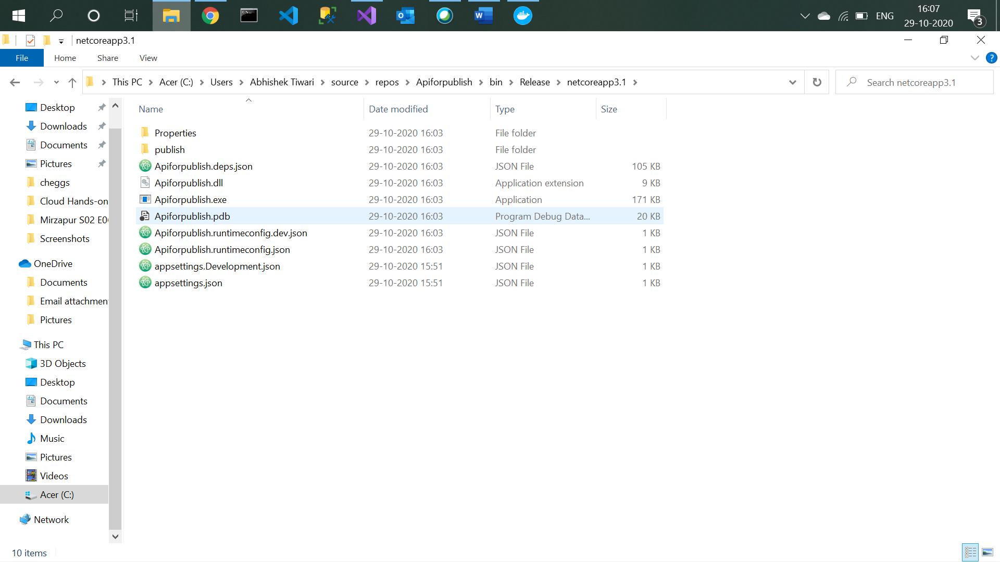 ENG
16:07
29-10-2020
3
netcoreapp3.1
File Home Share View
This PC Acer (C:) Users Abhishek Tiwari source repos Apiforpublish bin Release netcoreapp3.1
Search netcoreapp3.1
Desktop
Downloads
Documents
Pictures
cheggs
Cloud Hands-on
Mirzapur S02 E0
Screenshots
OneDrive
Documents
Email attachmen
Pictures
This PC
3D Objects
Desktop
Documents
Downloads
Music
Pictures
Videos
Acer (C:)
Network
Name Date modified Type Size
Properties 29-10-2020 16:03 File folder
publish 29-10-2020 16:03 File folder
Apiforpublish.deps.json 29-10-2020 16:03 JSON File 105 KB
Apiforpublish.dll 29-10-2020 16:03 Application extension 9 KB
Apiforpublish.exe 29-10-2020 16:03 Application 171 KB
Apiforpublish.pdb 29-10-2020 16:03 Program Debug Data... 20 KB
Apiforpublish.runtimeconfig.dev.json 29-10-2020 16:03 JSON File 1 KB
Apiforpublish.runtimeconfig.json 29-10-2020 16:03 JSON File 1 KB
appsettings.Development.json 29-10-2020 15:51 JSON File 1 KB
appsettings.json 29-10-2020 15:51 JSON File 1 KB
10 items